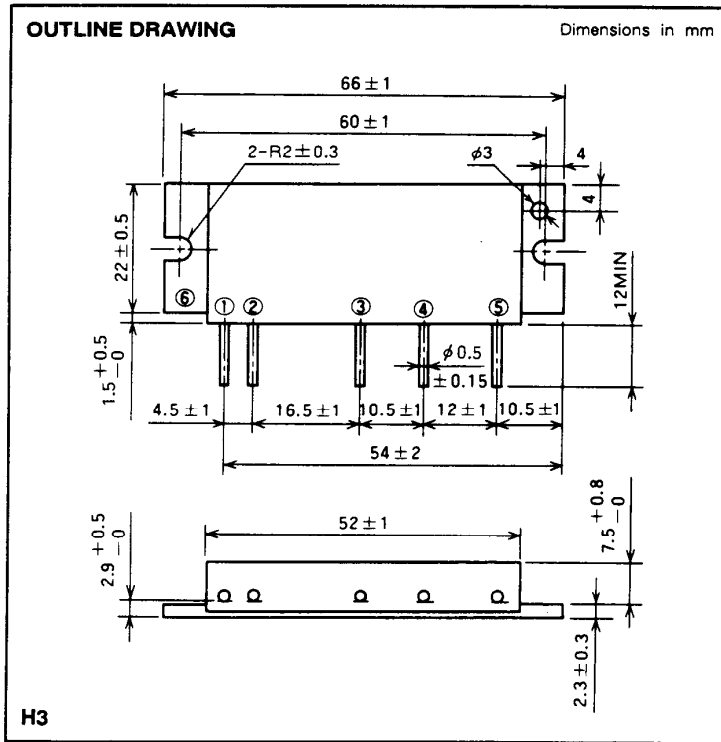 OUTLINE DRAWING
Dimensions in mm
66±1
60±1
2-R2±0.3
φ3
4
4
22±0.5
12MIN
⑥
①
②
③
④
⑤
φ0.5
±0.15
1.5 +0.5 −0
4.5±1
16.5±1
10.5±1
12±1
10.5±1
54±2
52±1
2.9 +0.5 −0
7.5 +0.8 −0
2.3±0.3
H3